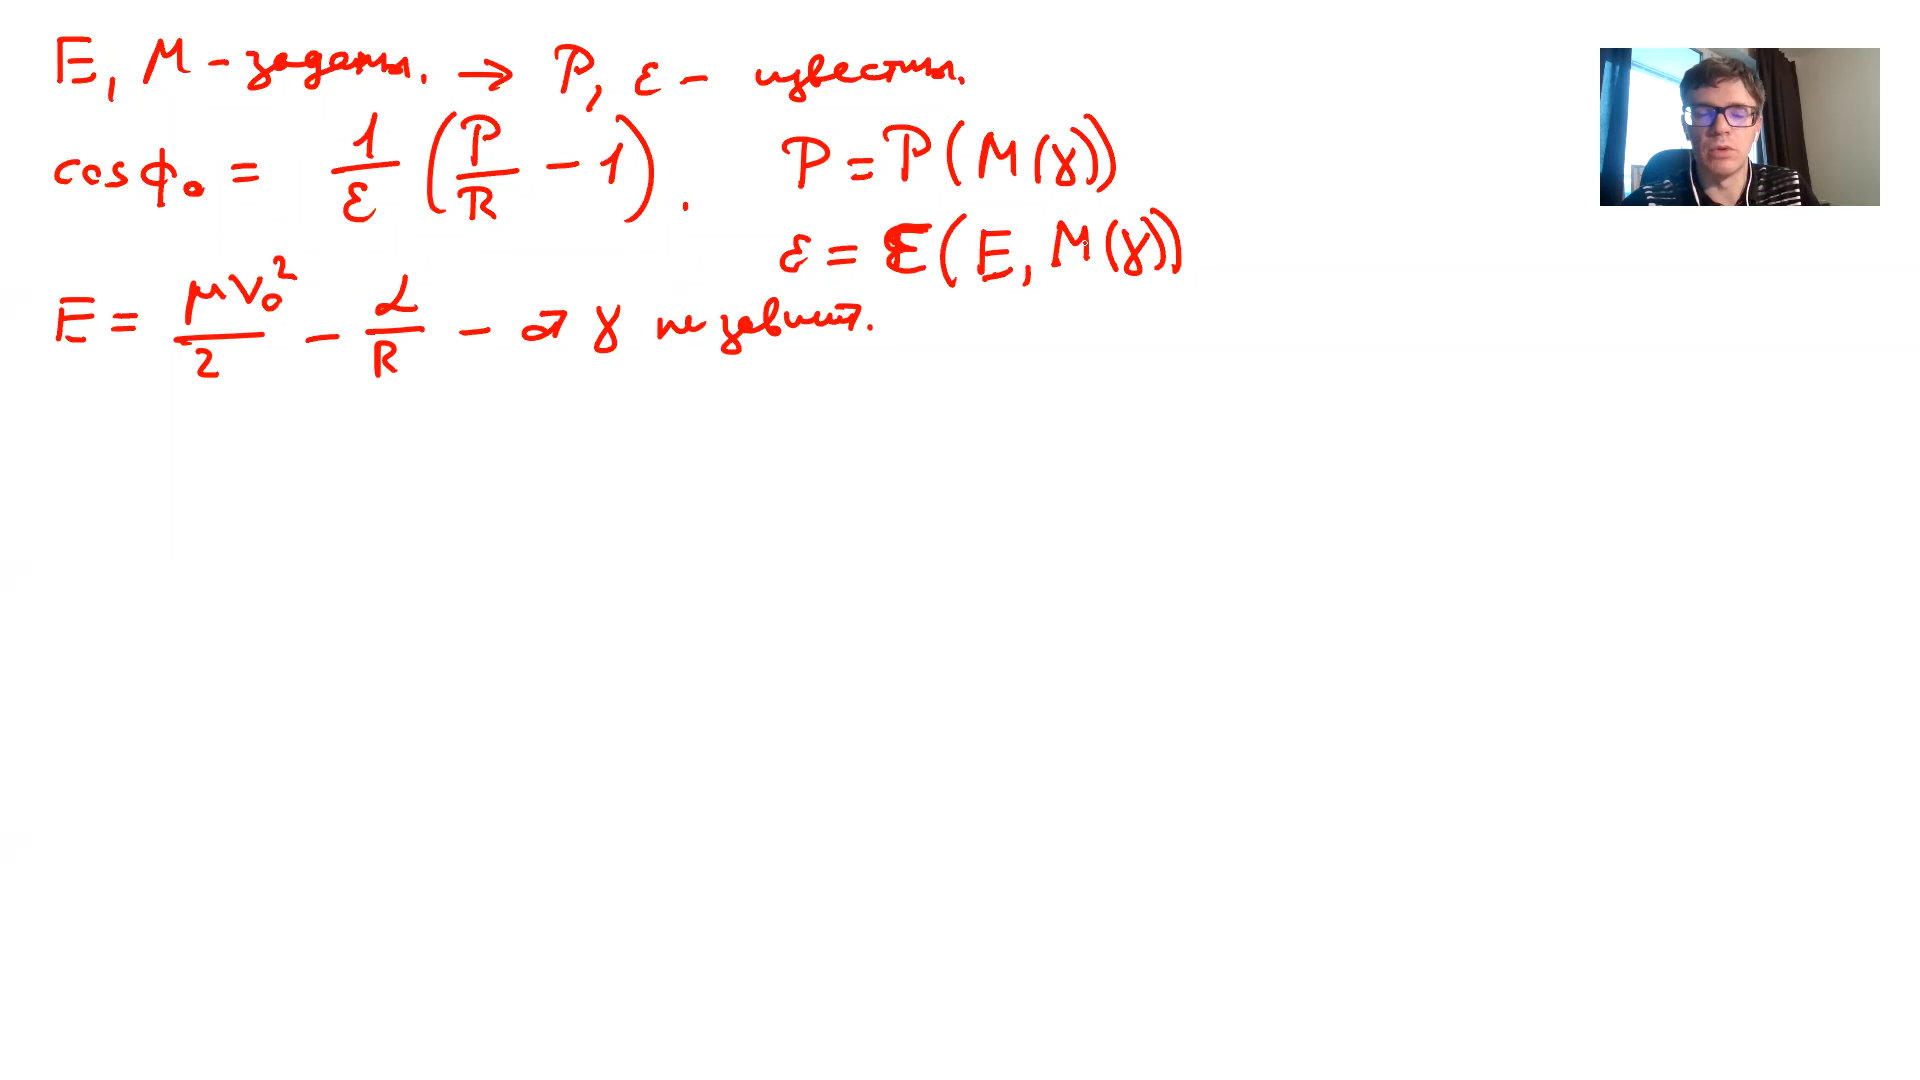 E, M - заданы. → P, ε - известны.
cos φ₀ = 1/ε (P/R - 1). P = P(M(γ))
ε = ε(E, M(γ))
E = μv₀²/2 - α/R - от γ не зависит.